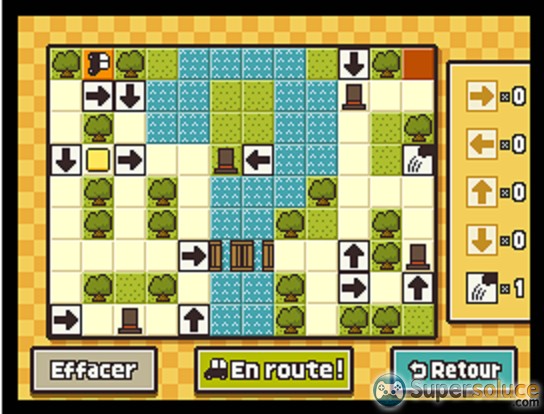 ×0
×0
×0
×0
×1
Effacer
En route!
Retour
Supersoluce
.com